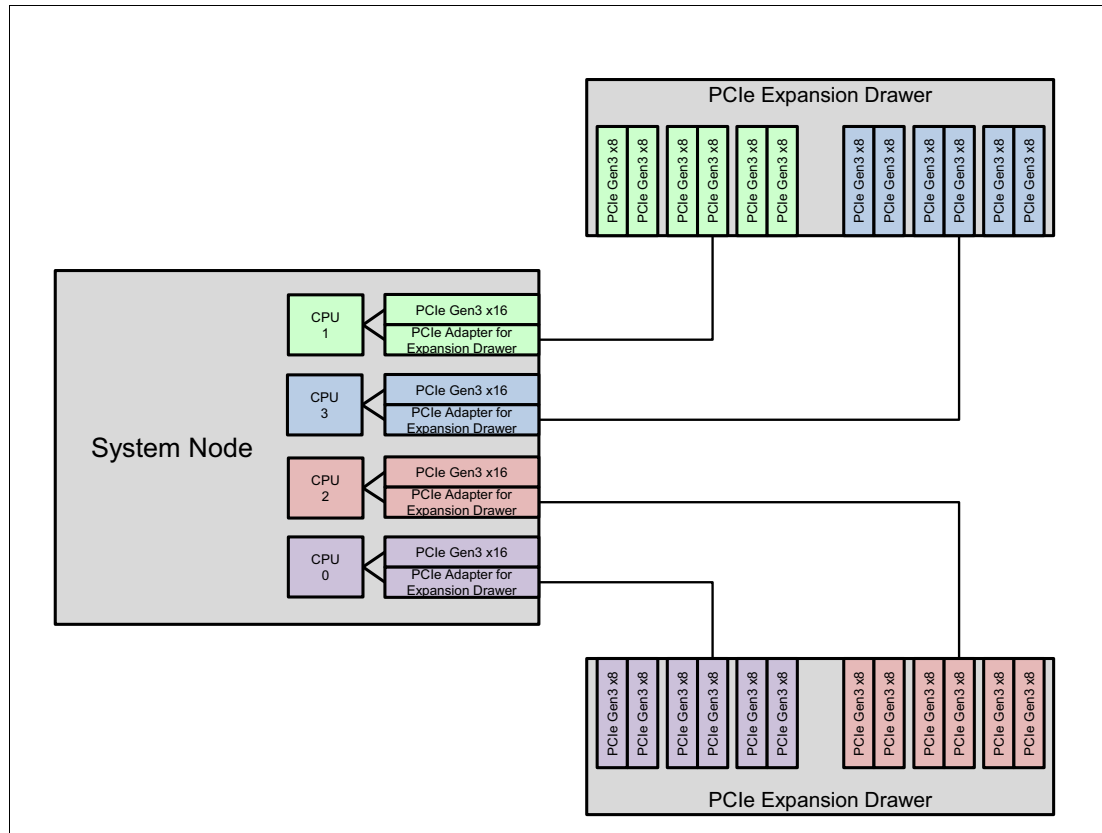 PCIe Expansion Drawer
PCIe Gen3 x8
PCIe Gen3 x8
PCIe Gen3 x8
PCIe Gen3 x8
PCIe Gen3 x8
PCIe Gen3 x8
PCIe Gen3 x8
PCIe Gen3 x8
PCIe Gen3 x8
PCIe Gen3 x8
PCIe Gen3 x8
PCIe Gen3 x8
System Node
CPU
1
PCIe Gen3 x16
PCIe Adapter for
Expansion Drawer
CPU
3
PCIe Gen3 x16
PCIe Adapter for
Expansion Drawer
CPU
2
PCIe Gen3 x16
PCIe Adapter for
Expansion Drawer
CPU
0
PCIe Gen3 x16
PCIe Adapter for
Expansion Drawer
PCIe Gen3 x8
PCIe Gen3 x8
PCIe Gen3 x8
PCIe Gen3 x8
PCIe Gen3 x8
PCIe Gen3 x8
PCIe Gen3 x8
PCIe Gen3 x8
PCIe Gen3 x8
PCIe Gen3 x8
PCIe Gen3 x8
PCIe Gen3 x8
PCIe Expansion Drawer